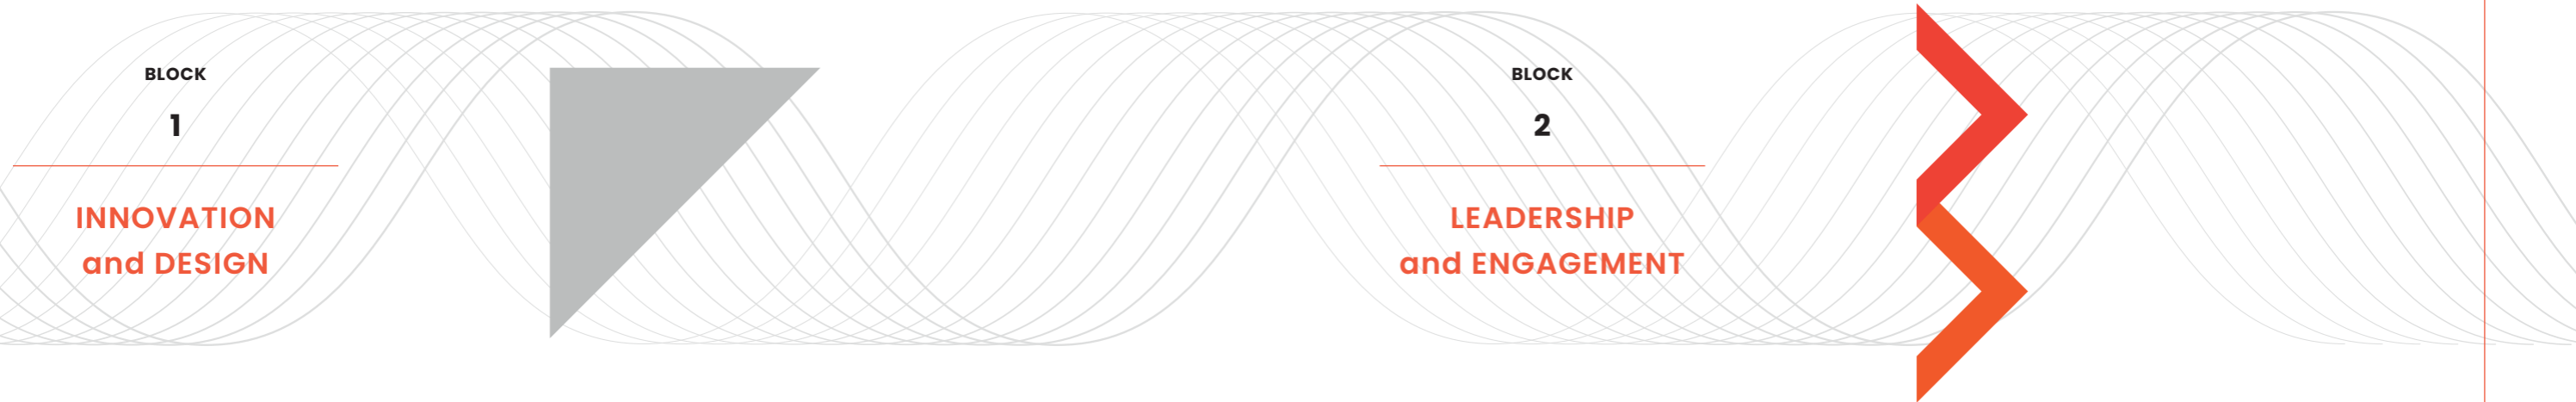 BLOCK
1
INNOVATION
and DESIGN
BLOCK
2
LEADERSHIP
and ENGAGEMENT